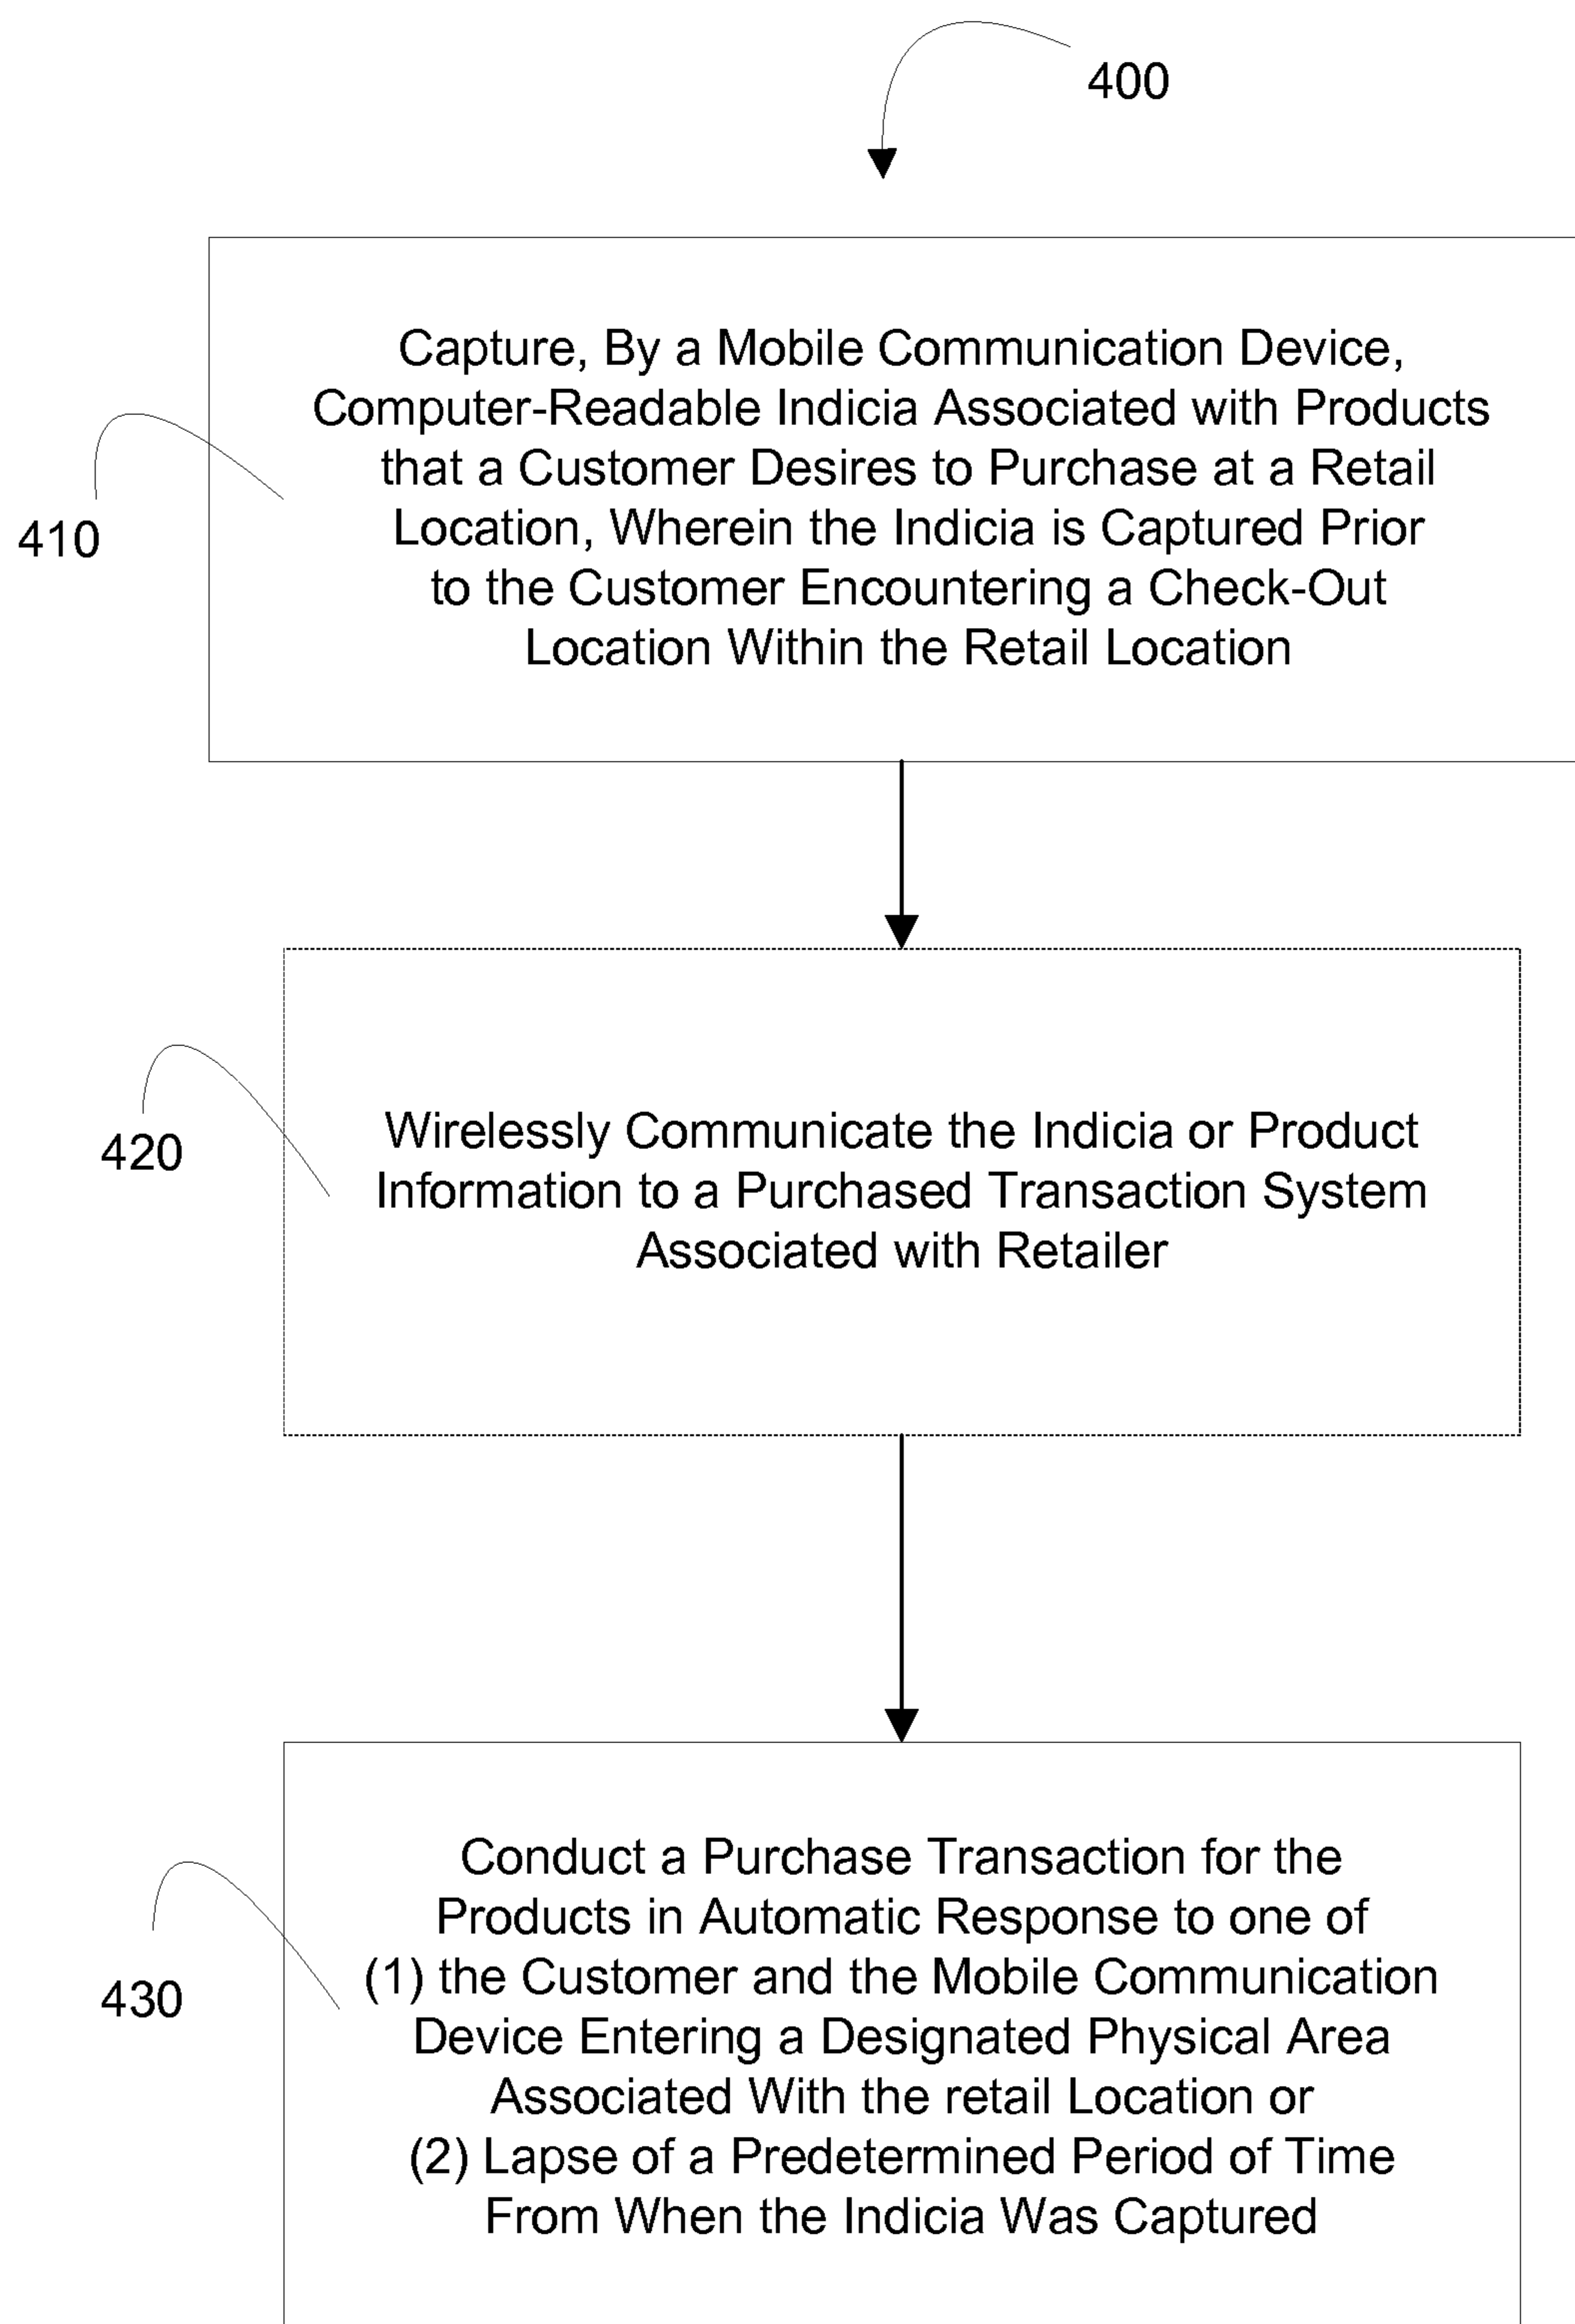 400
Capture, By a Mobile Communication Device,
Computer-Readable Indicia Associated with Products
that a Customer Desires to Purchase at a Retail
Location, Wherein the Indicia is Captured Prior
to the Customer Encountering a Check-Out
Location Within the Retail Location
410
Wirelessly Communicate the Indicia or Product
Information to a Purchased Transaction System
Associated with Retailer
420
Conduct a Purchase Transaction for the
Products in Automatic Response to one of
(1) the Customer and the Mobile Communication
Device Entering a Designated Physical Area
Associated With the retail Location or
(2) Lapse of a Predetermined Period of Time
From When the Indicia Was Captured
430